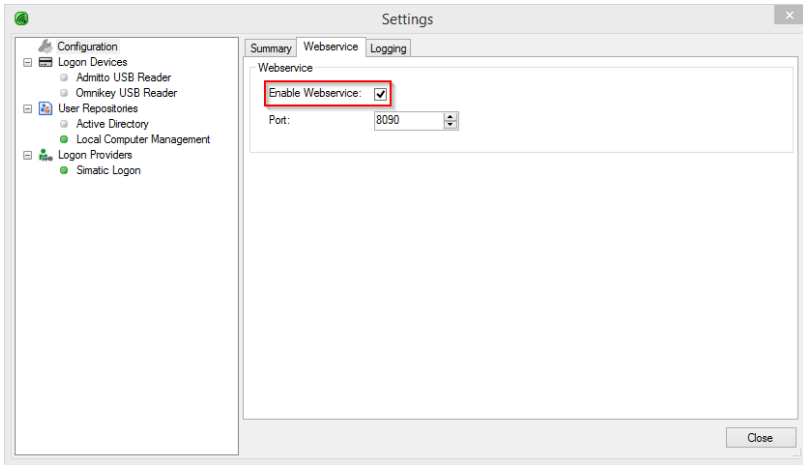 Settings
Configuration
Logon Devices
Admitto USB Reader
Omnikey USB Reader
User Repositories
Active Directory
Local Computer Management
Logon Providers
Simatic Logon
Summary Webservice Logging
Webservice
Enable Webservice:
Port: 8090
Close